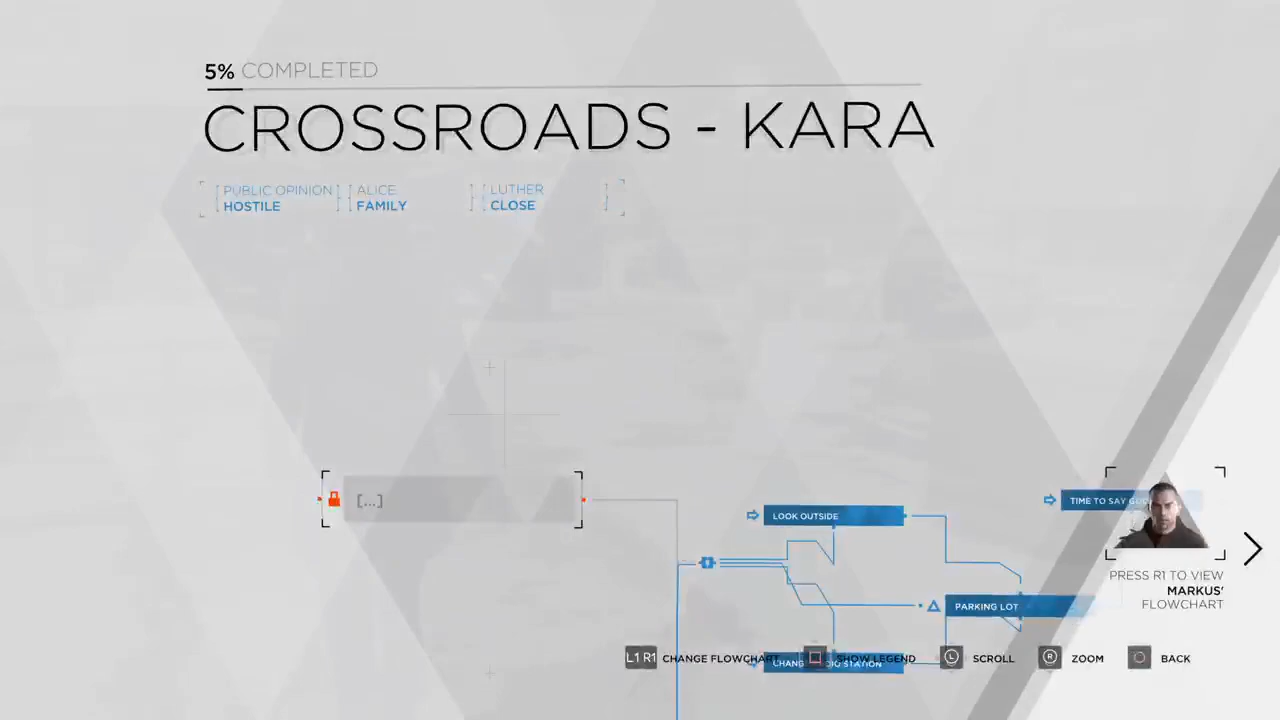 5% COMPLETED
CROSSROADS - KARA
PUBLIC OPINION ALICE LUTHER
HOSTILE FAMILY CLOSE
[...]
TIME TO SAY
LOOK OUTSIDE
PRESS R1 TO VIEW
MARKUS'
FLOWCHART
PARKING LOT
L1 R1 CHANGE FLOWCHART SHOW LEGEND L SCROLL R ZOOM BACK
STATION